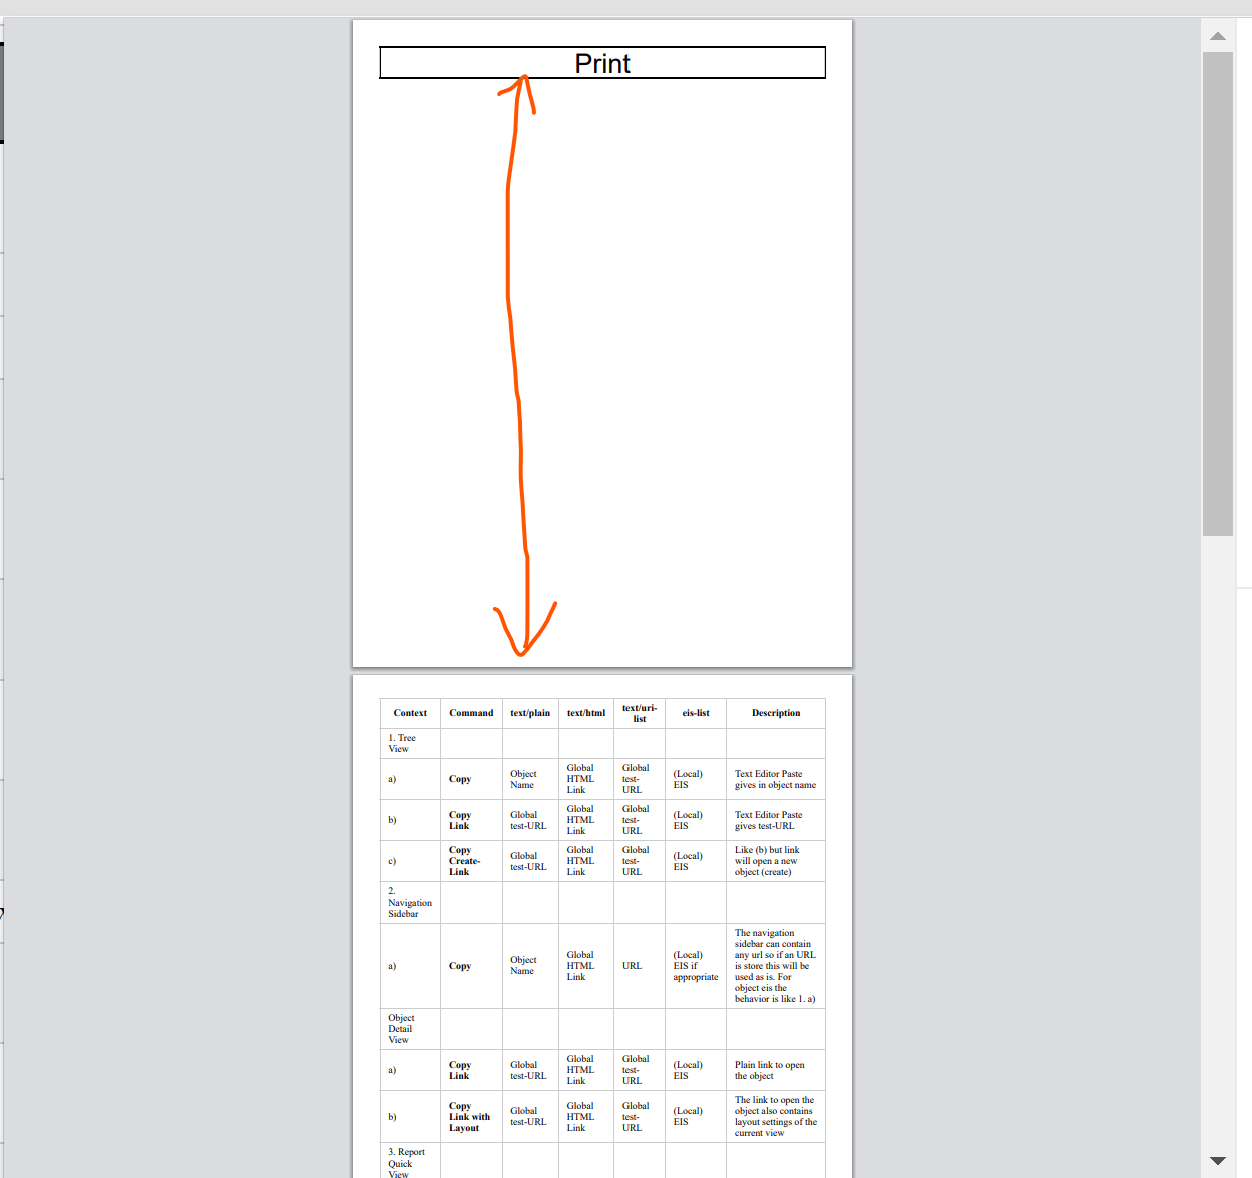 Print
Context Command text/plain text/html text/uri-list eis-list Description
1. Tree View
a) Copy Object Name Global HTML Link Global test-URL (Local) EIS Text Editor Paste gives in object name
b) Copy Link Global test-URL Global HTML Link Global test-URL (Local) EIS Text Editor Paste gives test-URL
c) Copy Create-Link Global test-URL Global HTML Link Global test-URL (Local) EIS Like (b) but link will open a new object (create)
2. Navigation Sidebar
a) Copy Object Name Global HTML Link URL (Local) EIS if appropriate The navigation sidebar can contain any url so if an URL is store this will be used as is. For object eis the behavior is like 1. a)
Object Detail View
a) Copy Link Global test-URL Global HTML Link Global test-URL (Local) EIS Plain link to open the object
b) Copy Link with Layout Global test-URL Global HTML Link Global test-URL (Local) EIS The link to open the object also contains layout settings of the current view
3. Report Quick View